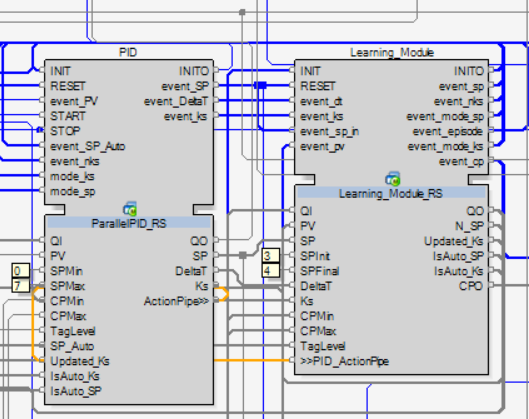 PID
INIT INITO
RESET event_SP
event_PV event_DeltaT
START event_ks
STOP
event_SP_Auto
event_nks
mode_ks
mode_sp
ParallelPID_RS
QI QO
PV SP
SPMin DeltaT
SPMax Ks
CPMin ActionPipe>>
CPMax
TagLevel
SP_Auto
Updated_Ks
IsAuto_Ks
IsAuto_SP
0
7
Learning_Module
INIT INITO
RESET event_sp
event_dt event_nks
event_ks event_mode_sp
event_sp_in event_episode
event_pv event_mode_ks
event_cp
Learning_Module_RS
QI QO
PV N_SP
SP Updated_Ks
SPInit IsAuto_SP
SPFinal IsAuto_Ks
DeltaT CPO
Ks
CPMin
CPMax
TagLevel
>>PID_ActionPipe
3
4